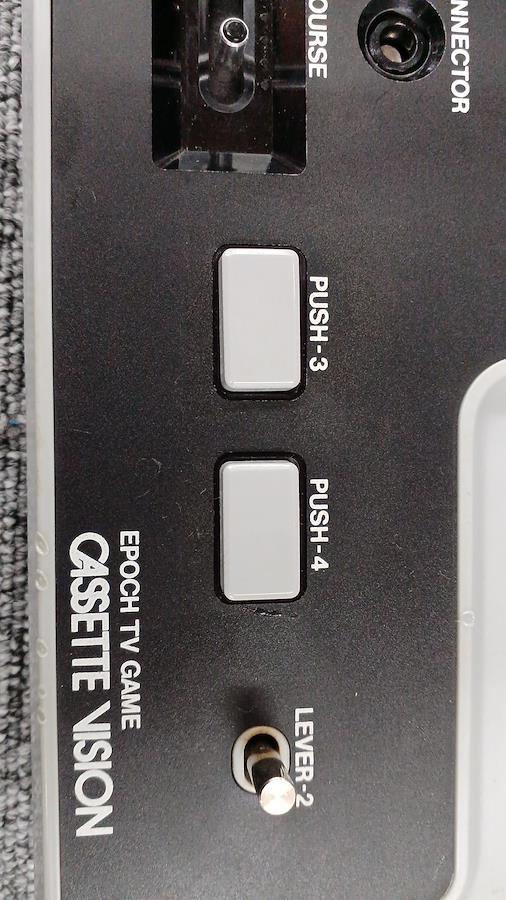 OURSE
NNECTOR
PUSH-3
PUSH-4
LEVER-2
EPOCH TV GAME
CASSETTE VISION